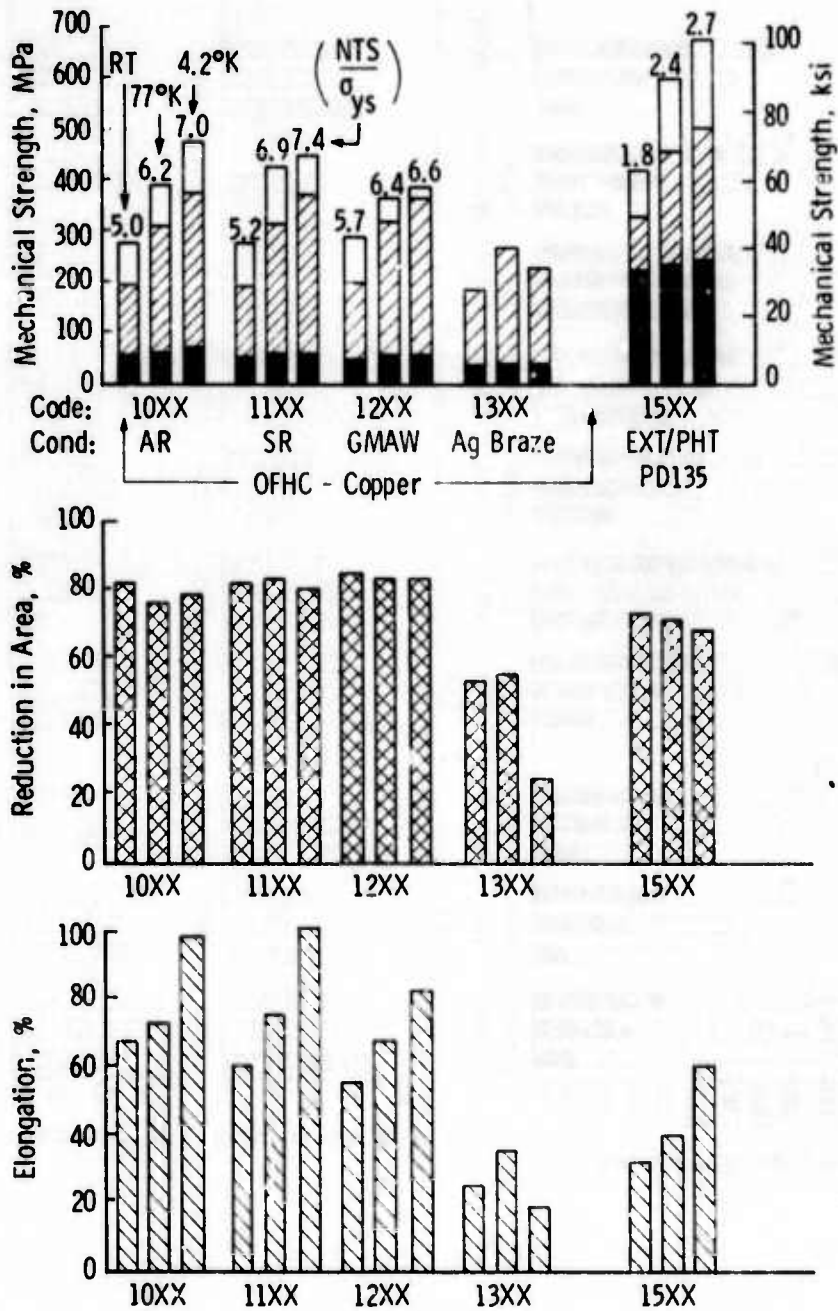 Mechanical Strength, MPa
700
600
500
400
300
200
100
0
RT
77°K
4.2°K
(NTS/σys)
5.0
6.2
7.0
5.2
6.9
7.4
5.7
6.4
6.6
1.8
2.4
2.7
Mechanical Strength, ksi
100
80
60
40
20
0
Code: 10XX 11XX 12XX 13XX 15XX
Cond: AR SR GMAW Ag Braze EXT/PHT
PD135
OFHC - Copper
Reduction in Area, %
100
80
60
40
20
0
10XX 11XX 12XX 13XX 15XX
Elongation, %
100
80
60
40
20
0
10XX 11XX 12XX 13XX 15XX